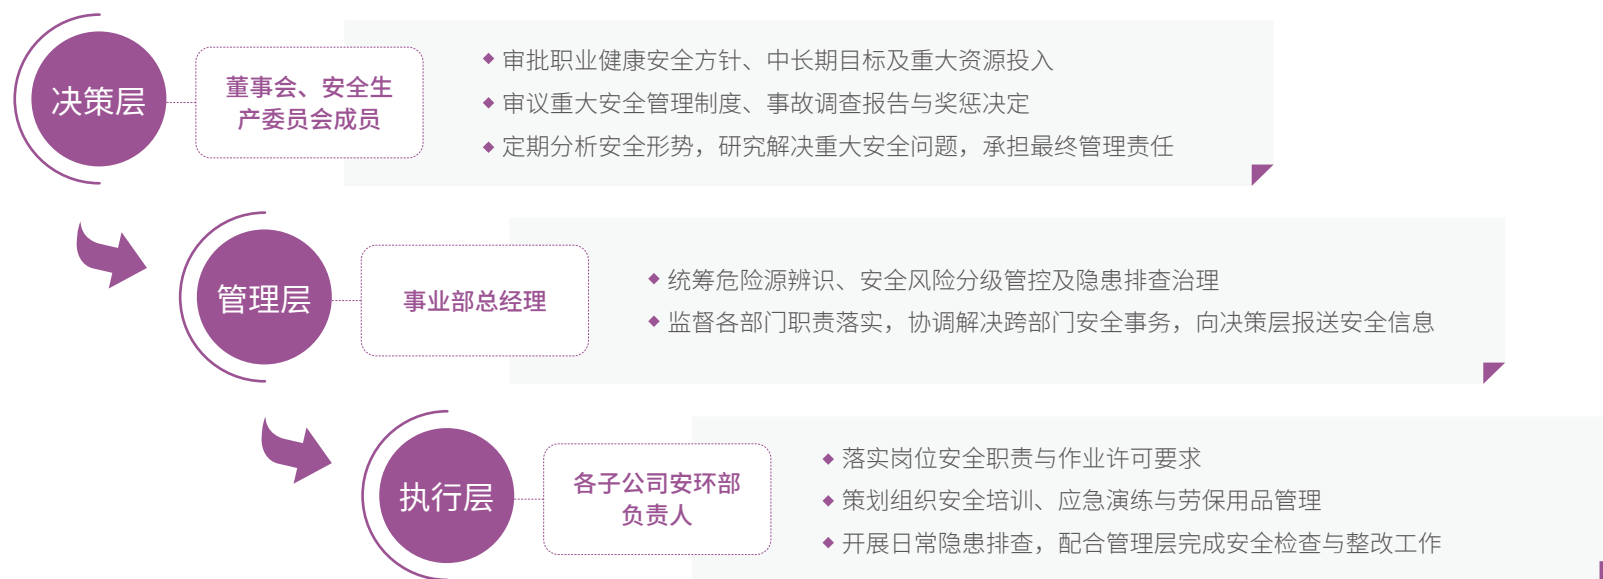 决策层
董事会、安全生
产委员会成员
审批职业健康安全方针、中长期目标及重大资源投入
审议重大安全管理制度、事故调查报告与奖惩决定
定期分析安全形势，研究解决重大安全问题，承担最终管理责任
管理层
事业部总经理
统筹危险源辨识、安全风险分级管控及隐患排查治理
监督各部门职责落实，协调解决跨部门安全事务，向决策层报送安全信息
执行层
各子公司安环部
负责人
落实岗位安全职责与作业许可要求
策划组织安全培训、应急演练与劳保用品管理
开展日常隐患排查，配合管理层完成安全检查与整改工作